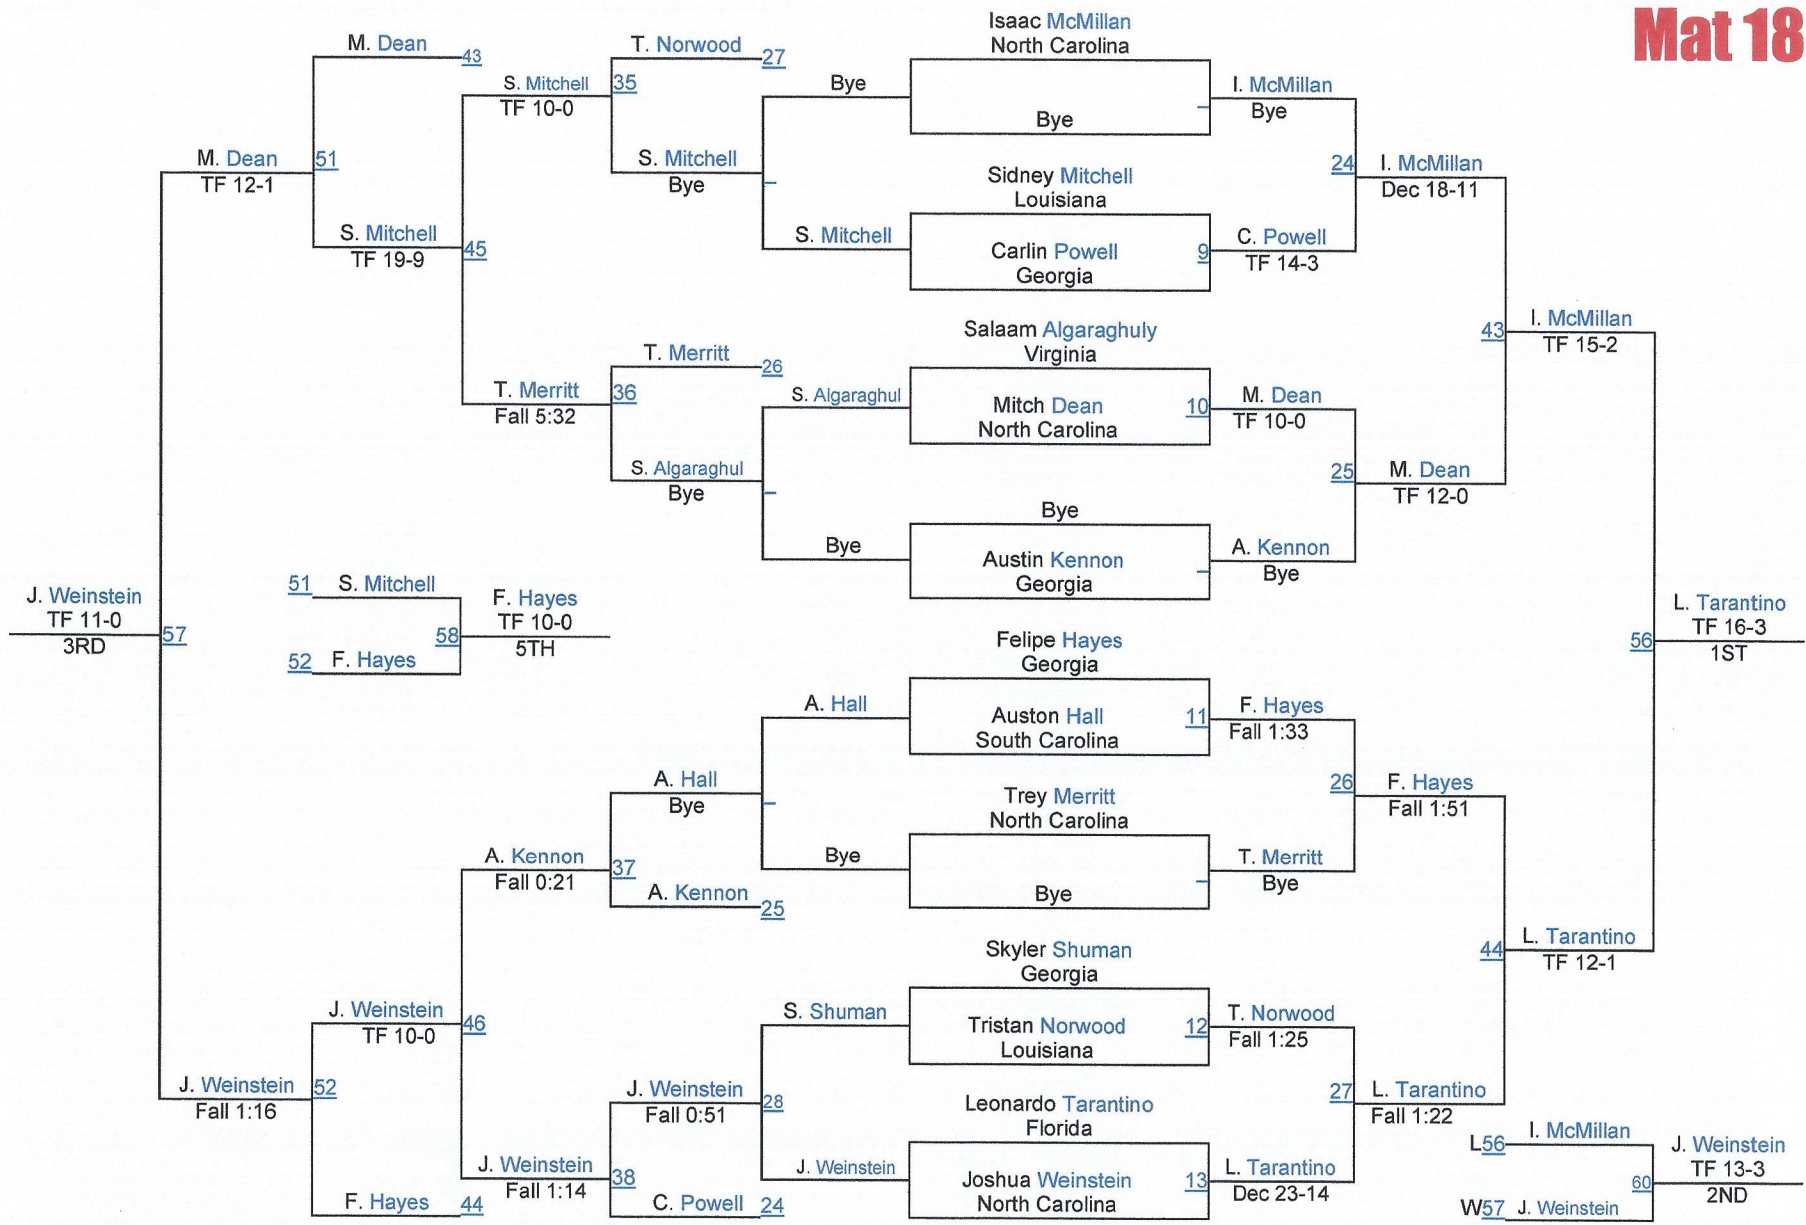 Mat 18
Isaac McMillan
North Carolina
Bye
Sidney Mitchell
Louisiana
Carlin Powell
Georgia
Salaam Algaraghuly
Virginia
Mitch Dean
North Carolina
Bye
Austin Kennon
Georgia
Felipe Hayes
Georgia
Auston Hall
South Carolina
Trey Merritt
North Carolina
Bye
Skyler Shuman
Georgia
Tristan Norwood
Louisiana
Leonardo Tarantino
Florida
Joshua Weinstein
North Carolina
I. McMillan
Bye
9 C. Powell
TF 14-3
10 M. Dean
TF 10-0
A. Kennon
Bye
11 F. Hayes
Fall 1:33
T. Merritt
Bye
12 T. Norwood
Fall 1:25
13 L. Tarantino
Dec 23-14
24 I. McMillan
Dec 18-11
25 M. Dean
TF 12-0
26 F. Hayes
Fall 1:51
27 L. Tarantino
Fall 1:22
43 I. McMillan
TF 15-2
44 L. Tarantino
TF 12-1
56 L. Tarantino
TF 16-3
1ST
L56 I. McMillan
W57 J. Weinstein
60 J. Weinstein
TF 13-3
2ND
Bye
S. Mitchell
S. Algaraghul
Bye
A. Hall
Bye
S. Shuman
J. Weinstein
T. Norwood 27
S. Mitchell
Bye
T. Merritt 26
S. Algaraghul
Bye
A. Hall
Bye
A. Kennon 25
J. Weinstein 28
Fall 0:51
C. Powell 24
S. Mitchell 35
TF 10-0
T. Merritt 36
Fall 5:32
A. Kennon 37
Fall 0:21
J. Weinstein 38
Fall 1:14
M. Dean 43
S. Mitchell 45
TF 19-9
J. Weinstein 46
TF 10-0
F. Hayes 44
M. Dean 51
TF 12-1
J. Weinstein 52
Fall 1:16
J. Weinstein
TF 11-0 57
3RD
51 S. Mitchell
52 F. Hayes
58 F. Hayes
TF 10-0
5TH